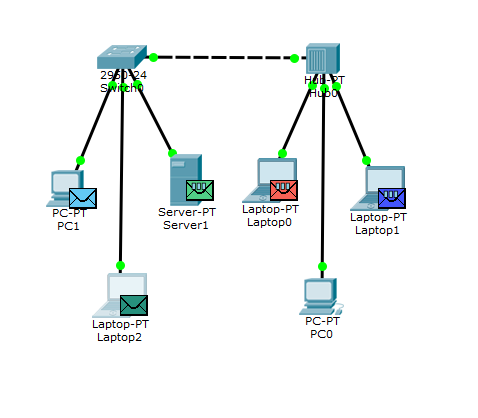 2950-24
Switch0
Hub-PT
Hub0
PC-PT
PC1
Server-PT
Server1
Laptop-PT
Laptop0
Laptop-PT
Laptop1
Laptop-PT
Laptop2
PC-PT
PC0